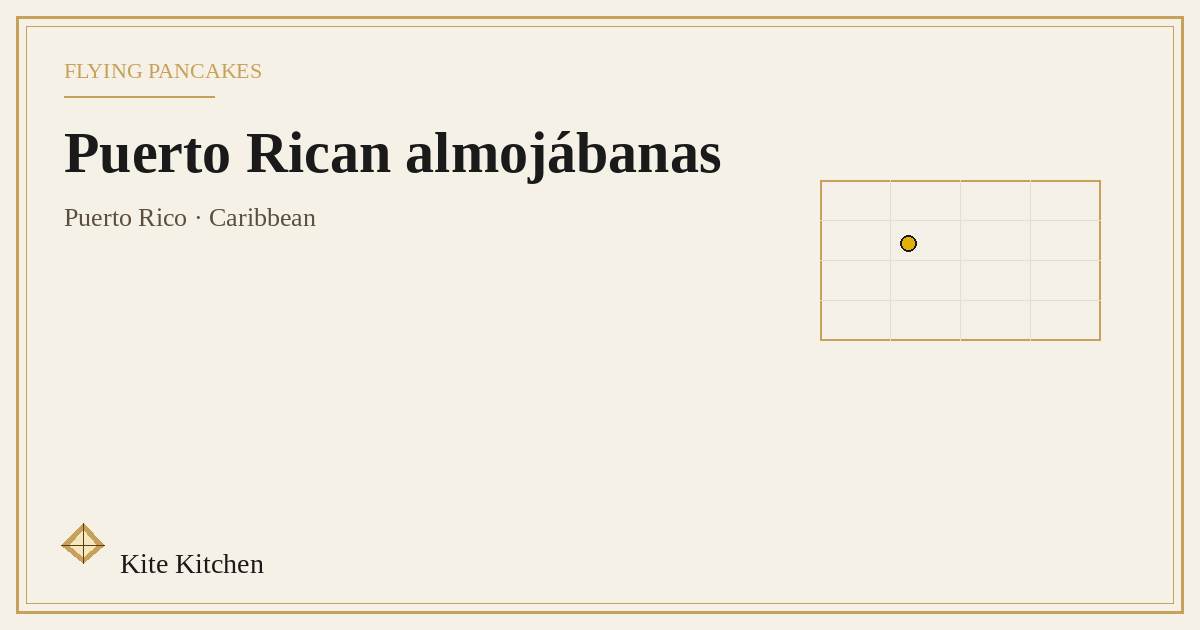 FLYING PANCAKES
Puerto Rican almojábanas
Puerto Rico · Caribbean
Kite Kitchen